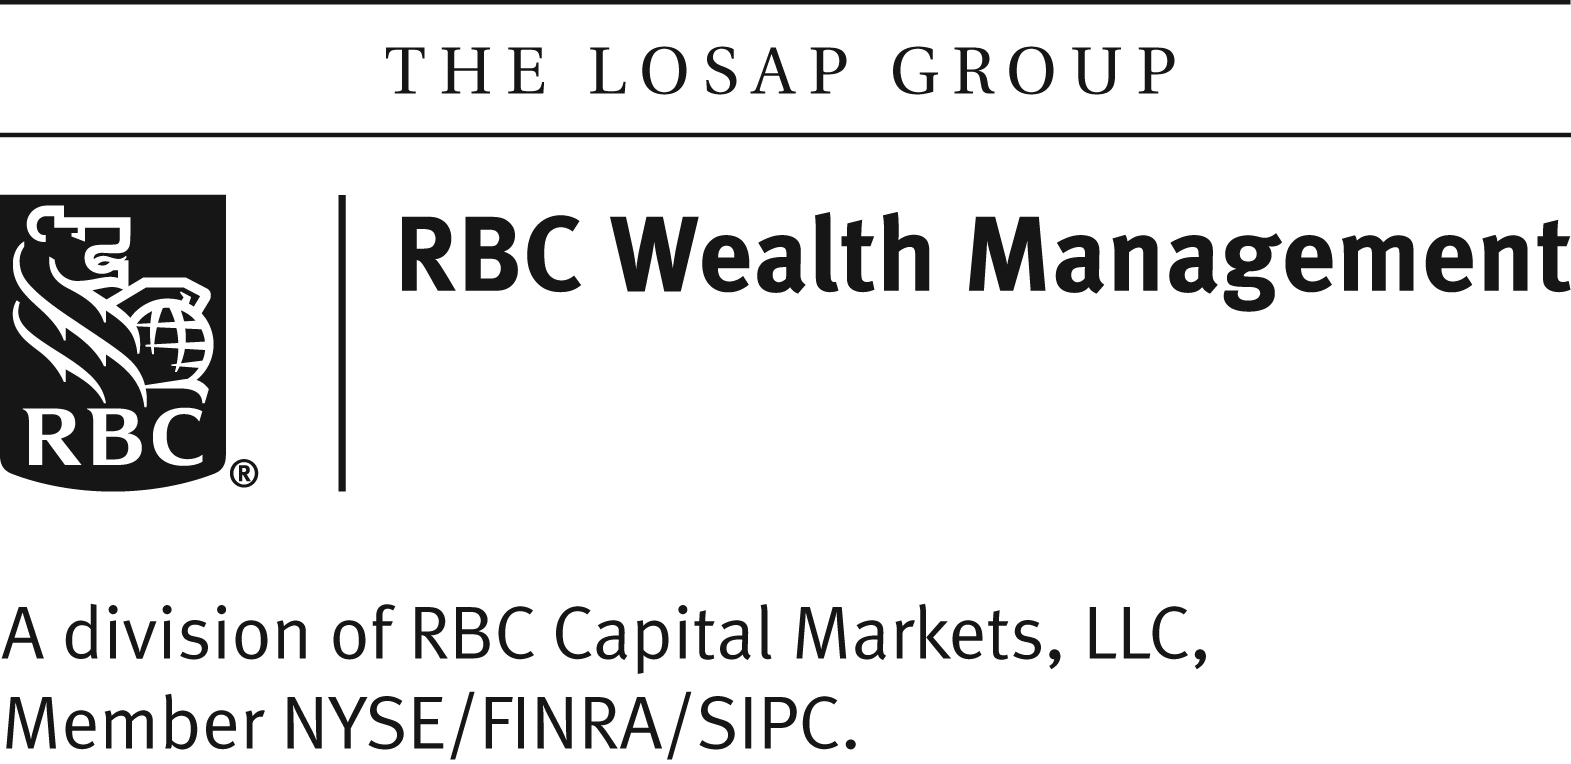 THE LOSAP GROUP
RBC Wealth Management
RBC®
A division of RBC Capital Markets, LLC,
Member NYSE/FINRA/SIPC.